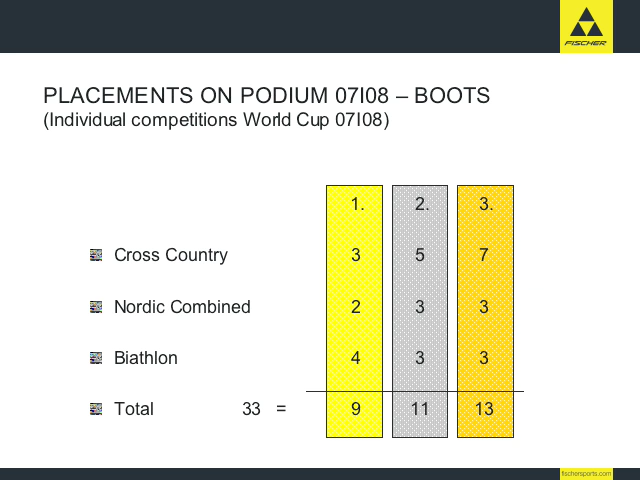 FISCHER
PLACEMENTS ON PODIUM 07I08 – BOOTS
(Individual competitions World Cup 07I08)
1. 2. 3.
Cross Country 3 5 7
Nordic Combined 2 3 3
Biathlon 4 3 3
Total 33 = 9 11 13
fischersports.com